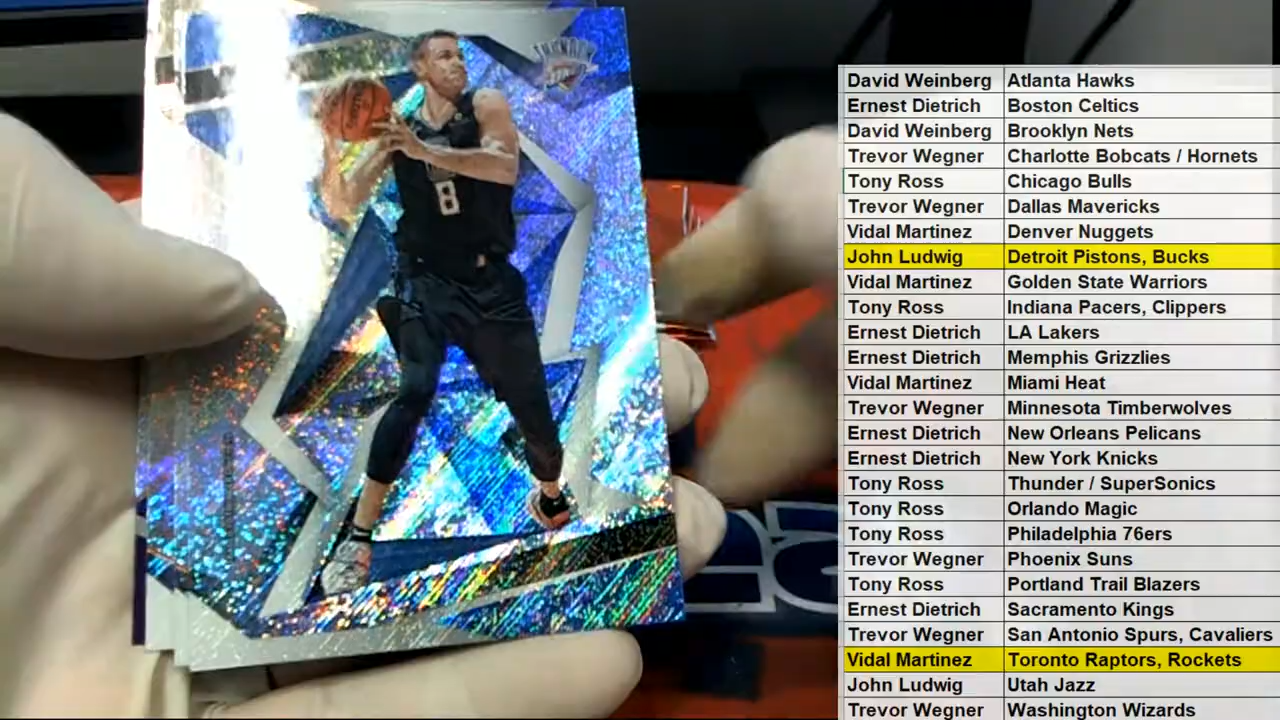 THUNDER
8
David Weinberg Atlanta Hawks
Ernest Dietrich Boston Celtics
David Weinberg Brooklyn Nets
Trevor Wegner Charlotte Bobcats / Hornets
Tony Ross Chicago Bulls
Trevor Wegner Dallas Mavericks
Vidal Martinez Denver Nuggets
John Ludwig Detroit Pistons, Bucks
Vidal Martinez Golden State Warriors
Tony Ross Indiana Pacers, Clippers
Ernest Dietrich LA Lakers
Ernest Dietrich Memphis Grizzlies
Vidal Martinez Miami Heat
Trevor Wegner Minnesota Timberwolves
Ernest Dietrich New Orleans Pelicans
Ernest Dietrich New York Knicks
Tony Ross Thunder / SuperSonics
Tony Ross Orlando Magic
Tony Ross Philadelphia 76ers
Trevor Wegner Phoenix Suns
Tony Ross Portland Trail Blazers
Ernest Dietrich Sacramento Kings
Trevor Wegner San Antonio Spurs, Cavaliers
Vidal Martinez Toronto Raptors, Rockets
John Ludwig Utah Jazz
Trevor Wegner Washington Wizards